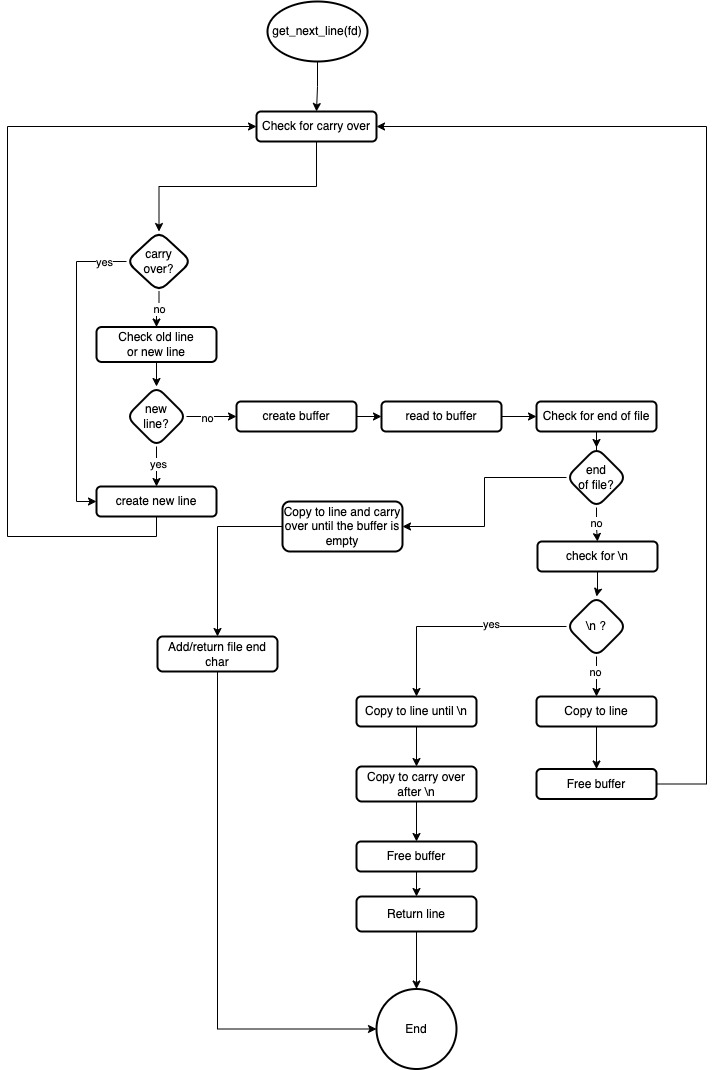 get_next_line(fd)
Check for carry over
carry
over?
yes
no
Check old line
or new line
new
line?
no
create buffer
read to buffer
Check for end of file
yes
end
of file?
create new line
Copy to line and carry
over until the buffer is
empty
no
check for \n
Add/return file end
char
yes
\n ?
no
Copy to line until \n
Copy to line
Copy to carry over
after \n
Free buffer
Free buffer
Return line
End